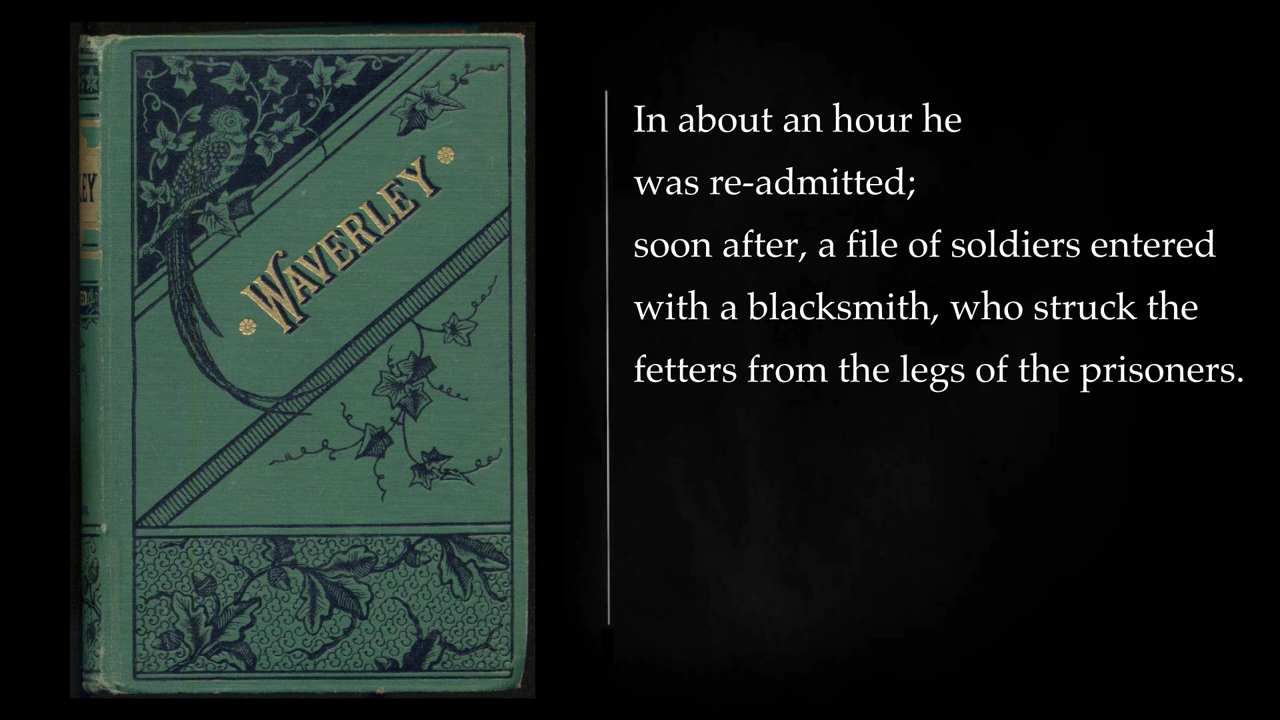 WAVERLEY
EY
In about an hour he
was re-admitted;
soon after, a file of soldiers entered
with a blacksmith, who struck the
fetters from the legs of the prisoners.